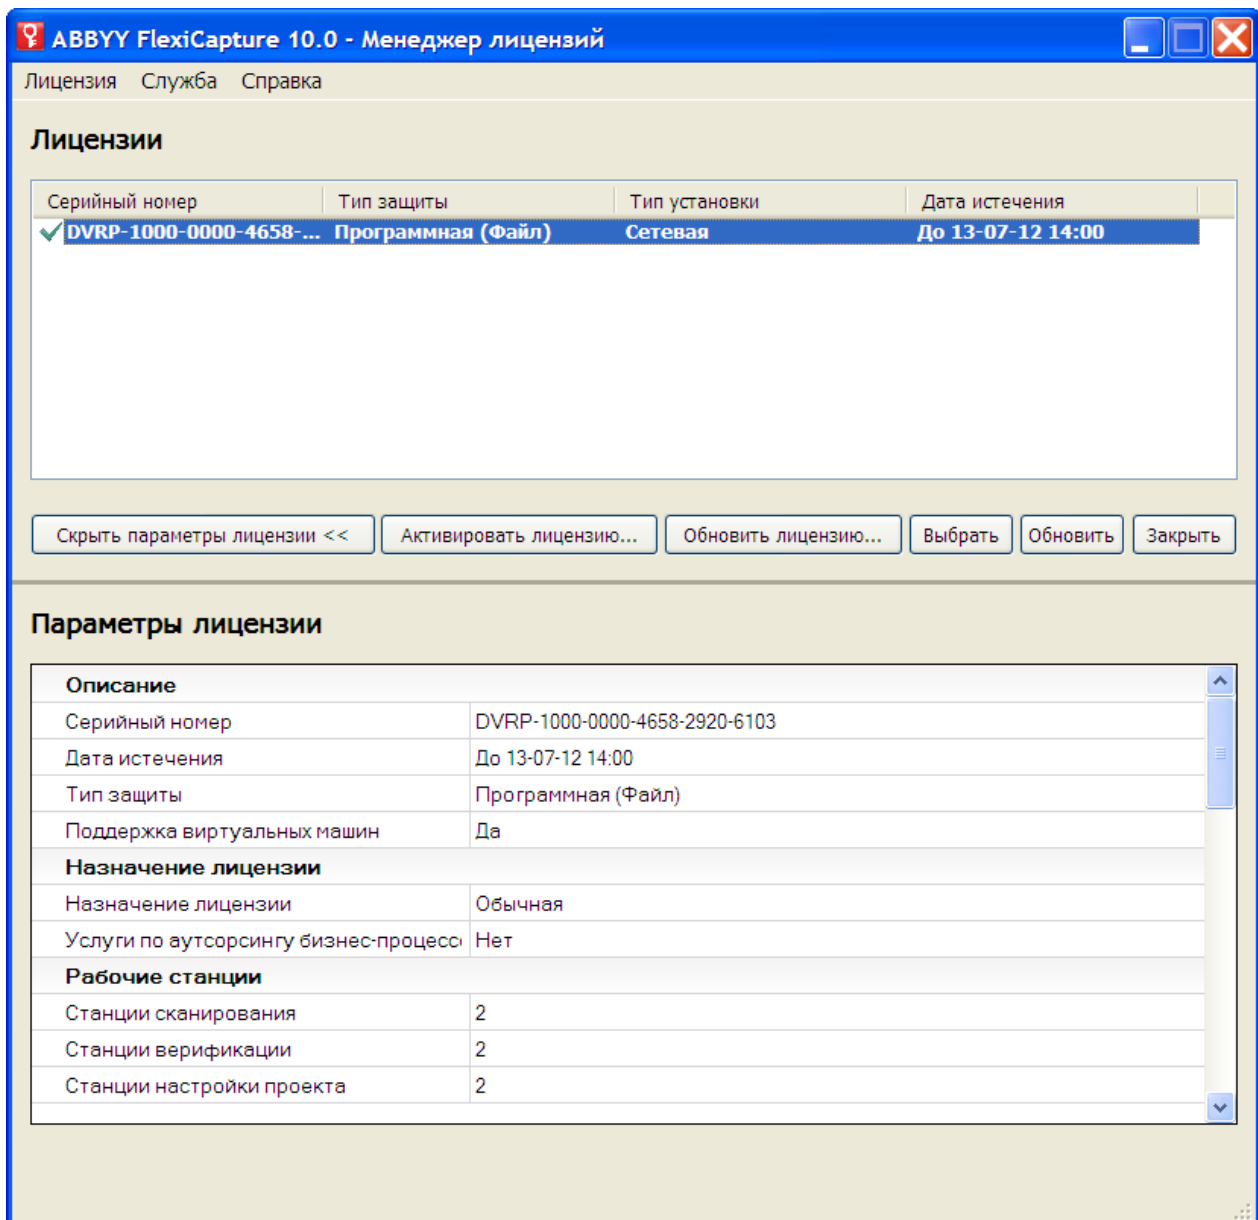 ABBYY FlexiCapture 10.0 - Менеджер лицензий
Лицензия Служба Справка
Лицензии
Серийный номер Тип защиты Тип установки Дата истечения
DVRP-1000-0000-4658-... Программная (Файл) Сетевая До 13-07-12 14:00
Скрыть параметры лицензии << Активировать лицензию... Обновить лицензию... Выбрать Обновить Закрыть
Параметры лицензии
Описание
Серийный номер DVRP-1000-0000-4658-2920-6103
Дата истечения До 13-07-12 14:00
Тип защиты Программная (Файл)
Поддержка виртуальных машин Да
Назначение лицензии
Назначение лицензии Обычная
Услуги по аутсорсингу бизнес-процессо Нет
Рабочие станции
Станции сканирования 2
Станции верификации 2
Станции настройки проекта 2